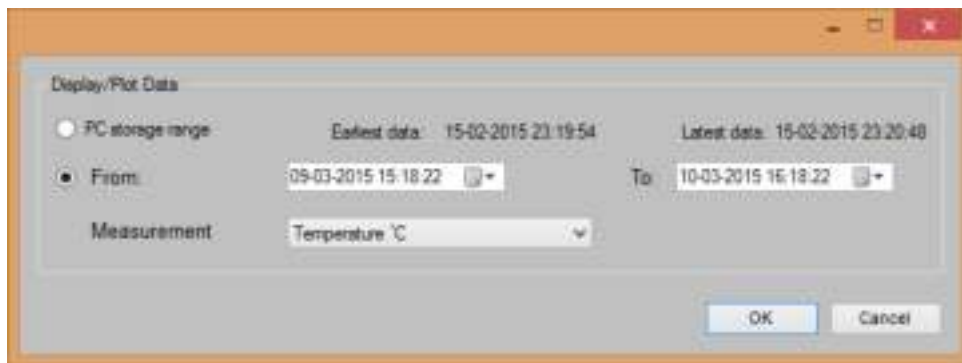 Display/Plot Data
PC storage range Earliest data: 15-02-2015 23:19:54 Latest data: 15-02-2015 23:20:48
From: 09-03-2015 15:18:22 To 10-03-2015 16:18:22
Measurement Temperature °C
OK Cancel